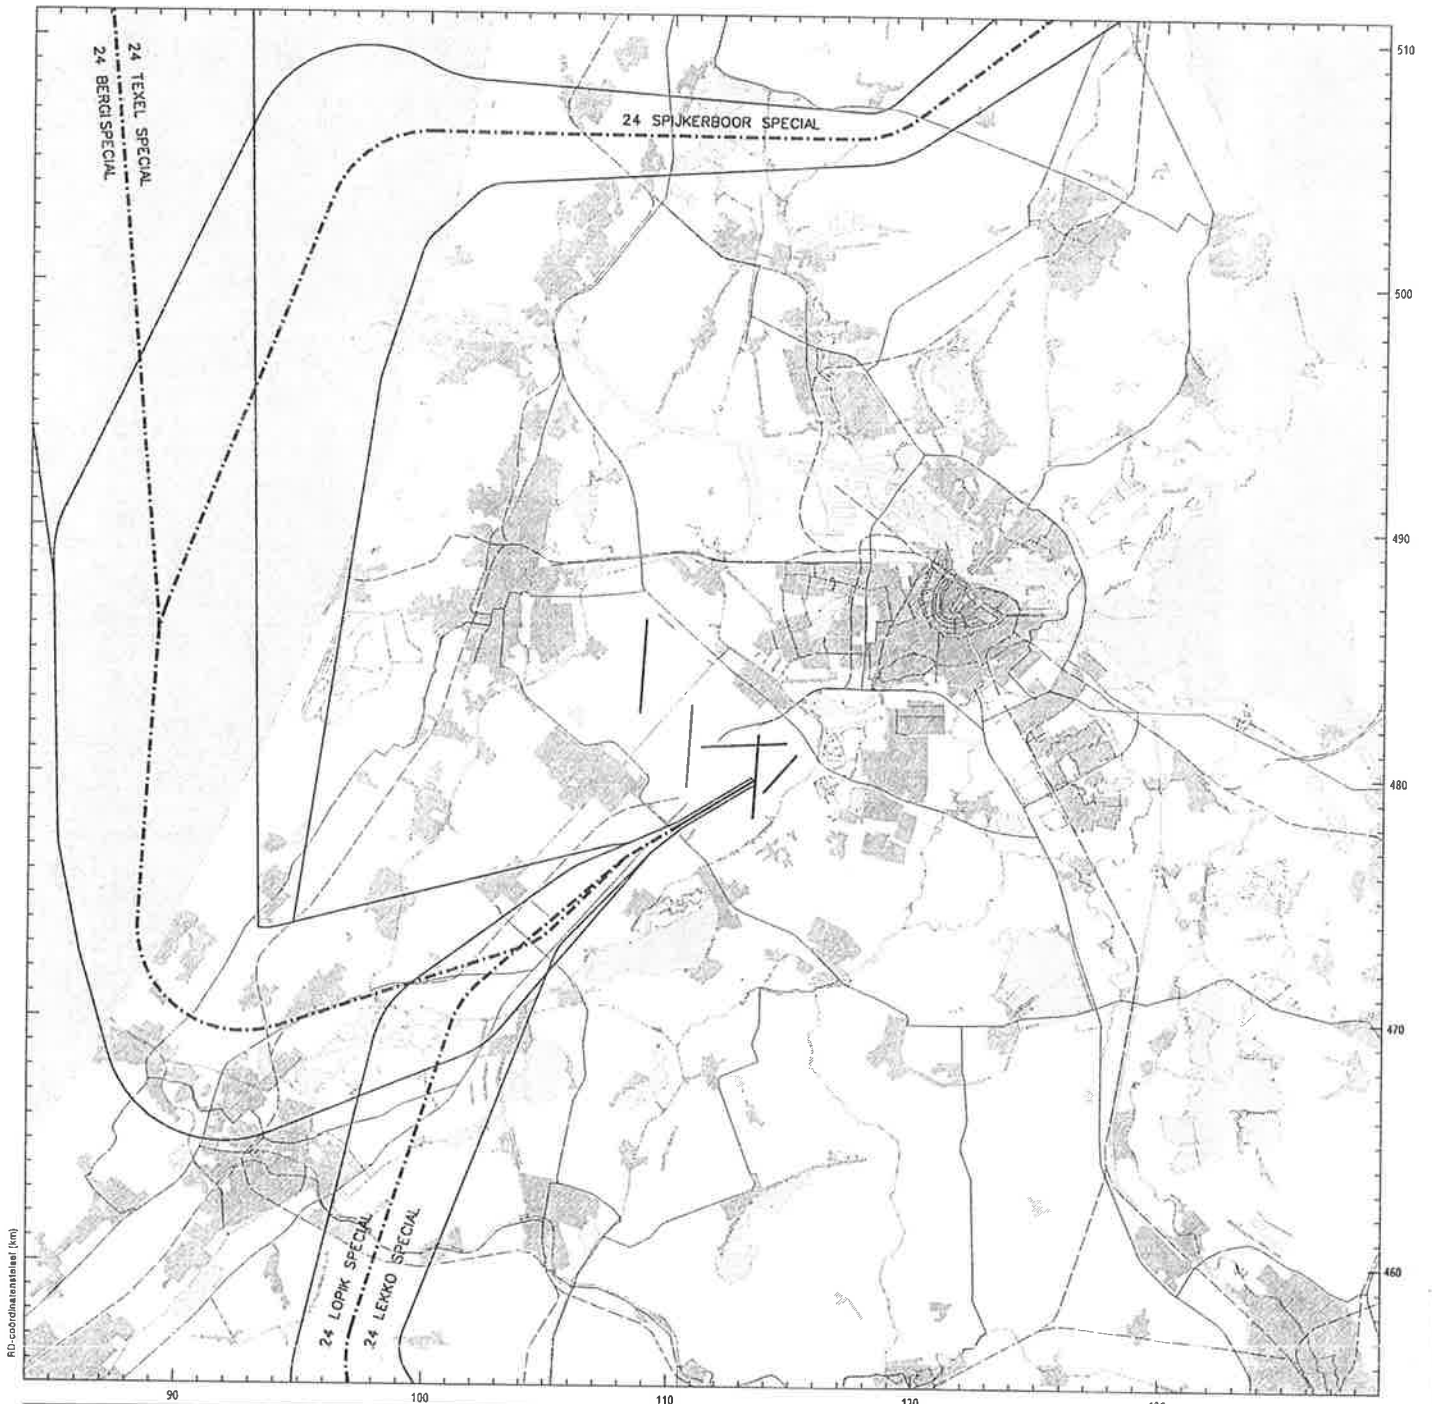 24 TEXEL SPECIAL
24 BERGI SPECIAL
24 SPIJKERBOOR SPECIAL
510
500
490
480
470
460
24 LOPIK SPECIAL
24 LEKKO SPECIAL
RD-coördinatenstelsel (km)
90
100
110